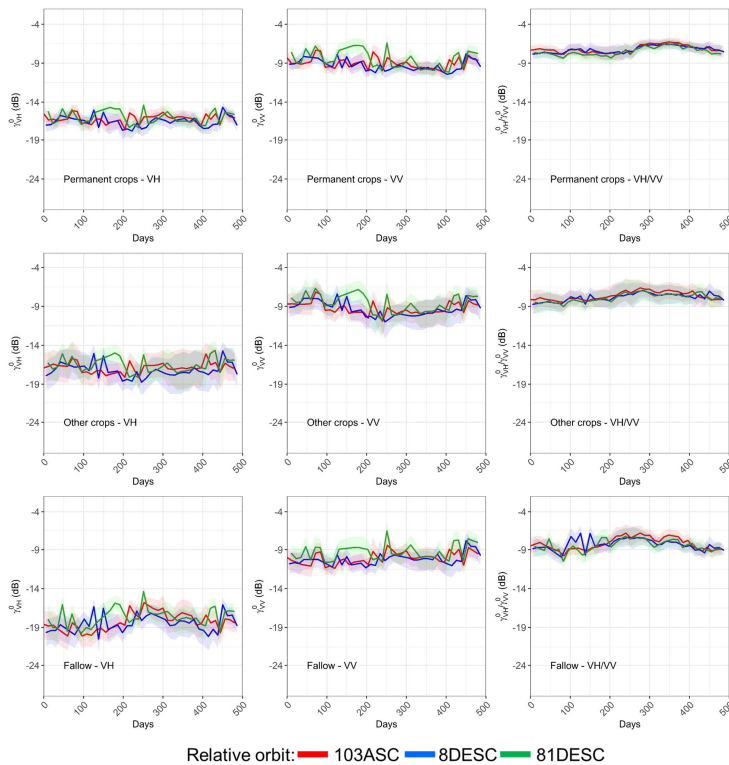 -4
-9
-14
-19
-24
γ⁰VH (dB)
Permanent crops - VH
0 100 200 300 400 500
Days
-4
-9
-14
-19
-24
γ⁰VV (dB)
Permanent crops - VV
0 100 200 300 400 500
Days
-4
-9
-14
-19
-24
γ⁰VH/γ⁰VV (dB)
Permanent crops - VH/VV
0 100 200 300 400 500
Days
-4
-9
-14
-19
-24
γ⁰VH (dB)
Other crops - VH
0 100 200 300 400 500
Days
-4
-9
-14
-19
-24
γ⁰VV (dB)
Other crops - VV
0 100 200 300 400 500
Days
-4
-9
-14
-19
-24
γ⁰VH/γ⁰VV (dB)
Other crops - VH/VV
0 100 200 300 400 500
Days
-4
-9
-14
-19
-24
γ⁰VH (dB)
Fallow - VH
0 100 200 300 400 500
Days
-4
-9
-14
-19
-24
γ⁰VV (dB)
Fallow - VV
0 100 200 300 400 500
Days
-4
-9
-14
-19
-24
γ⁰VH/γ⁰VV (dB)
Fallow - VH/VV
0 100 200 300 400 500
Days
Relative orbit: 103ASC 8DESC 81DESC